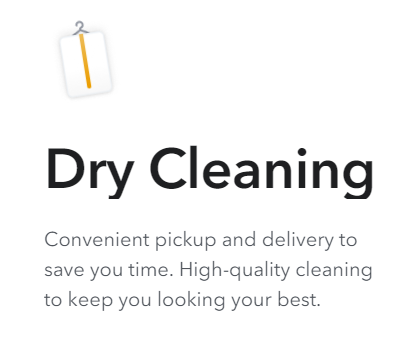 Dry Cleaning
Convenient pickup and delivery to
save you time. High-quality cleaning
to keep you looking your best.